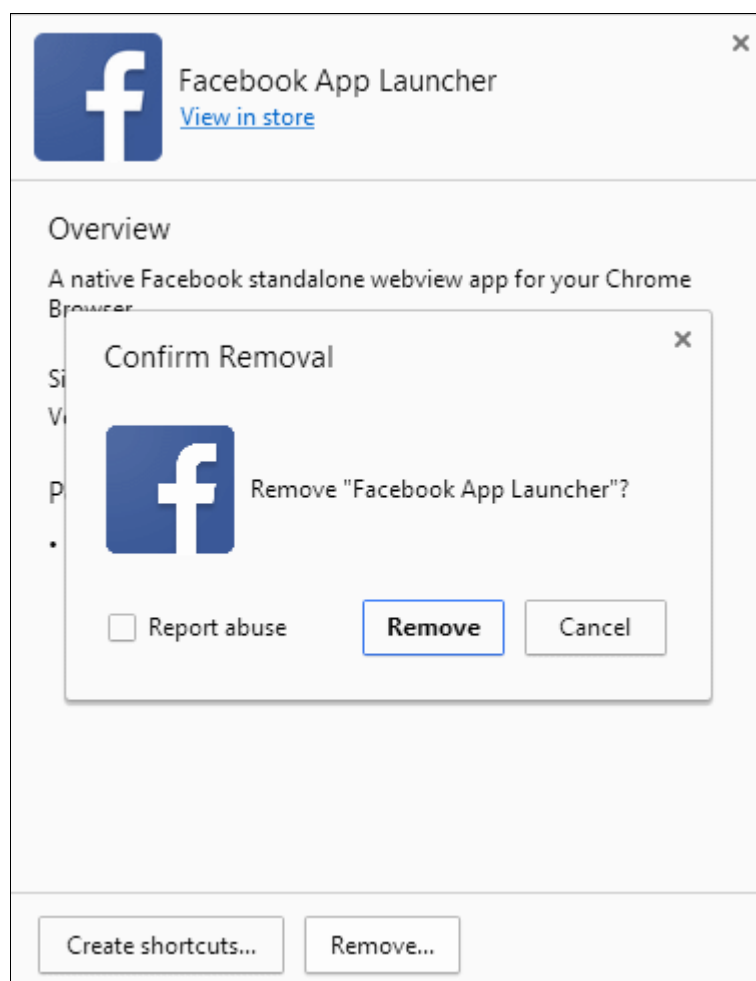 Facebook App Launcher
View in store
Overview
A native Facebook standalone webview app for your Chrome
Browser
Confirm Removal
Remove "Facebook App Launcher"?
Report abuse
Remove
Cancel
Create shortcuts...
Remove...